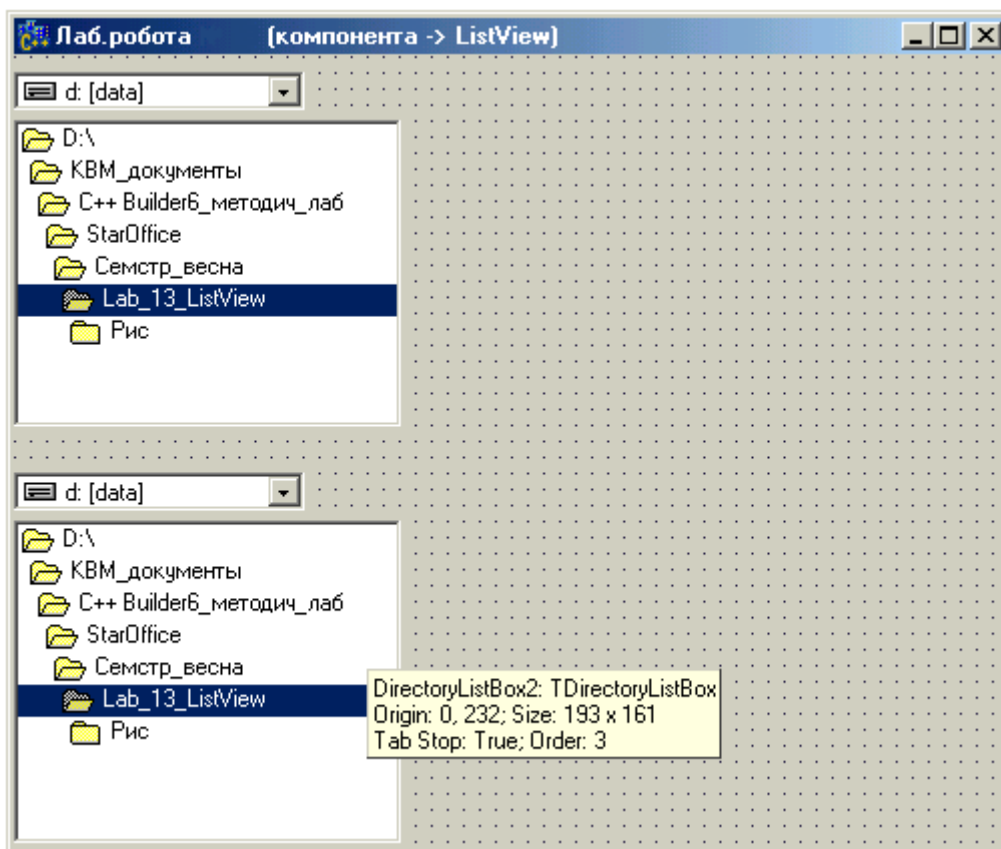 Лаб.робота (компонента -> ListView)
d: [data]
D:\
КВМ_документы
C++ Builder6_методич_лаб
StarOffice
Семстр_весна
Lab_13_ListView
Рис
d: [data]
D:\
КВМ_документы
C++ Builder6_методич_лаб
StarOffice
Семстр_весна
Lab_13_ListView
Рис
DirectoryListBox2: TDirectoryListBox
Origin: 0, 232; Size: 193 x 161
Tab Stop: True; Order: 3